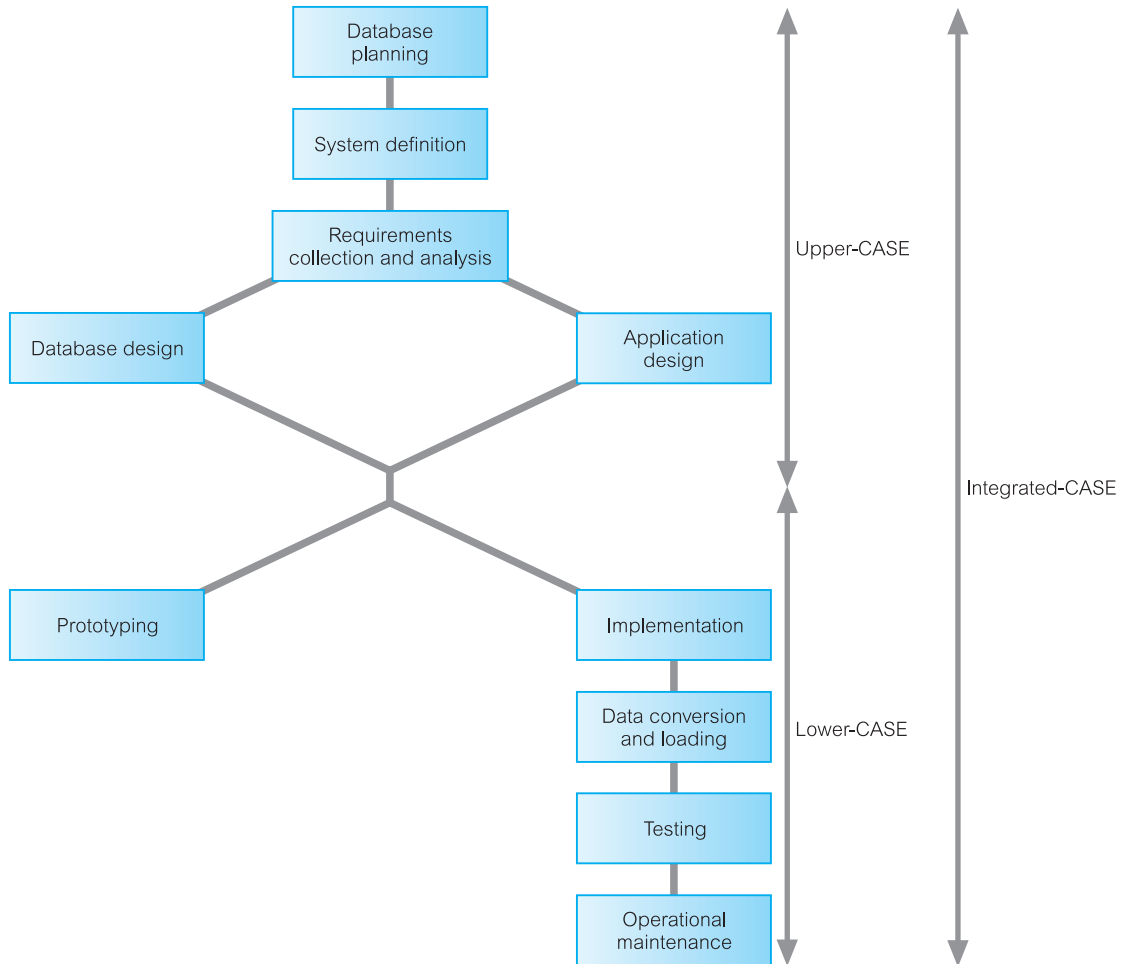 Database
planning
System definition
Requirements
collection and analysis
Upper-CASE
Database design
Application
design
Integrated-CASE
Prototyping
Implementation
Data conversion
and loading
Lower-CASE
Testing
Operational
maintenance